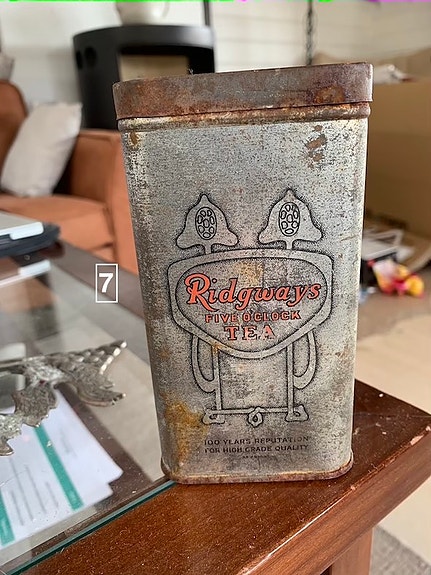 7
Ridgways
FIVE O'CLOCK
TEA
100 YEARS REPUTATION
FOR HIGH GRADE QUALITY